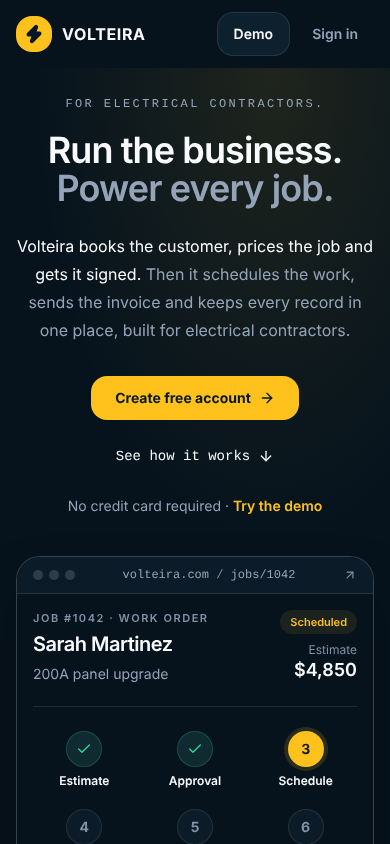 VOLTEIRA
Demo
Sign in
FOR ELECTRICAL CONTRACTORS.
Run the business.
Power every job.
Volteira books the customer, prices the job and
gets it signed. Then it schedules the work,
sends the invoice and keeps every record in
one place, built for electrical contractors.
Create free account →
See how it works ↓
No credit card required · Try the demo
volteira.com / jobs/1042
JOB #1042 · WORK ORDER
Scheduled
Sarah Martinez
Estimate
200A panel upgrade
$4,850
3
Estimate
Approval
Schedule
4
5
6